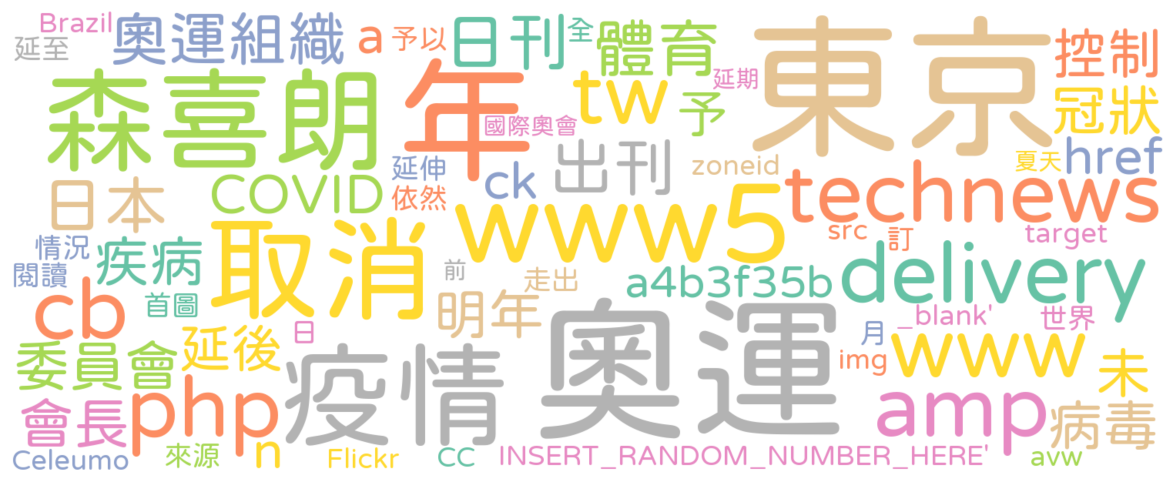 Brazil
奧運組織
a
予以
日刊
全
體育
東京
控制
延至
森喜朗
年
tw
延期
予
冠狀
國際奧會
出刊
zoneid
夏天
href
日本
COVID
延伸
依然
ck
www5
technews
情況
疾病
取消
src
訂
target
閱讀
前
走出
a4b3f35b
delivery
首圖
cb
明年
奧運
_blank'
世界
月
日
延後
疫情
img
www
未
委員會
會長
php
amp
病毒
Celeumo
來源
n
Flickr
CC
INSERT_RANDOM_NUMBER_HERE'
avw